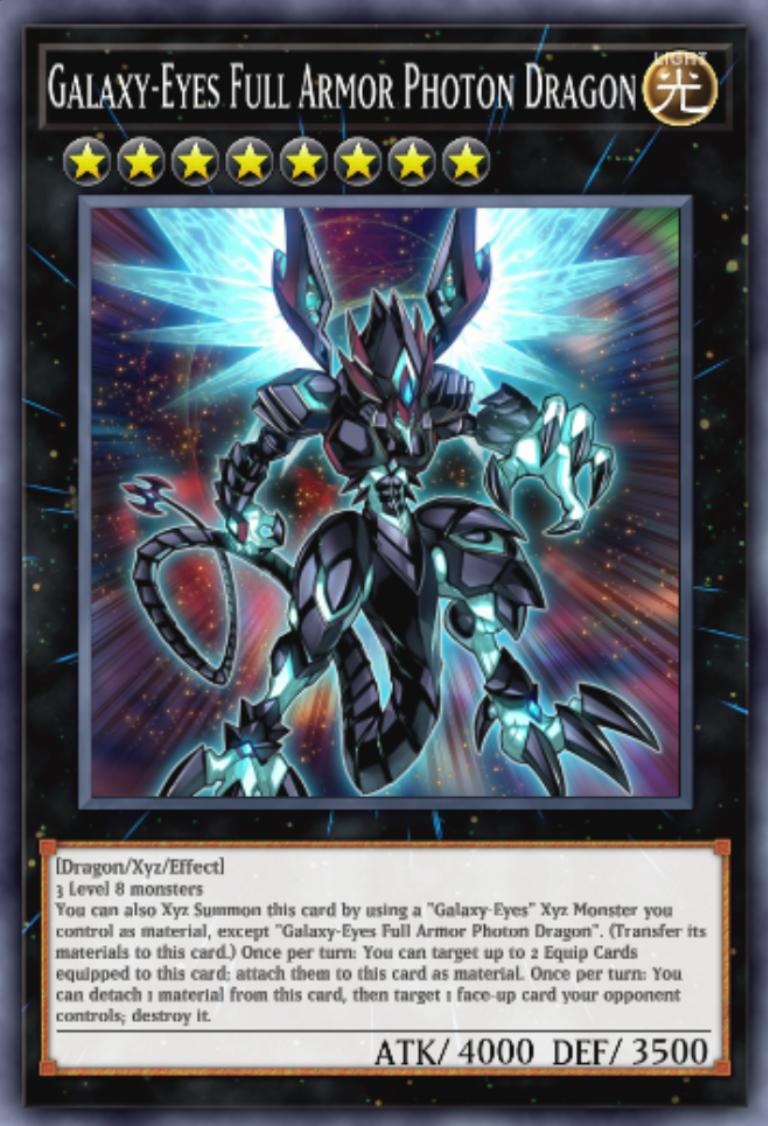 Galaxy-Eyes Full Armor Photon Dragon
LIGHT
光
[Dragon/Xyz/Effect]
3 Level 8 monsters
You can also Xyz Summon this card by using a "Galaxy-Eyes" Xyz Monster you
control as material, except "Galaxy-Eyes Full Armor Photon Dragon". (Transfer its
materials to this card.) Once per turn: You can target up to 2 Equip Cards
equipped to this card; attach them to this card as material. Once per turn: You
can detach 1 material from this card, then target 1 face-up card your opponent
controls; destroy it.
ATK/ 4000 DEF/ 3500